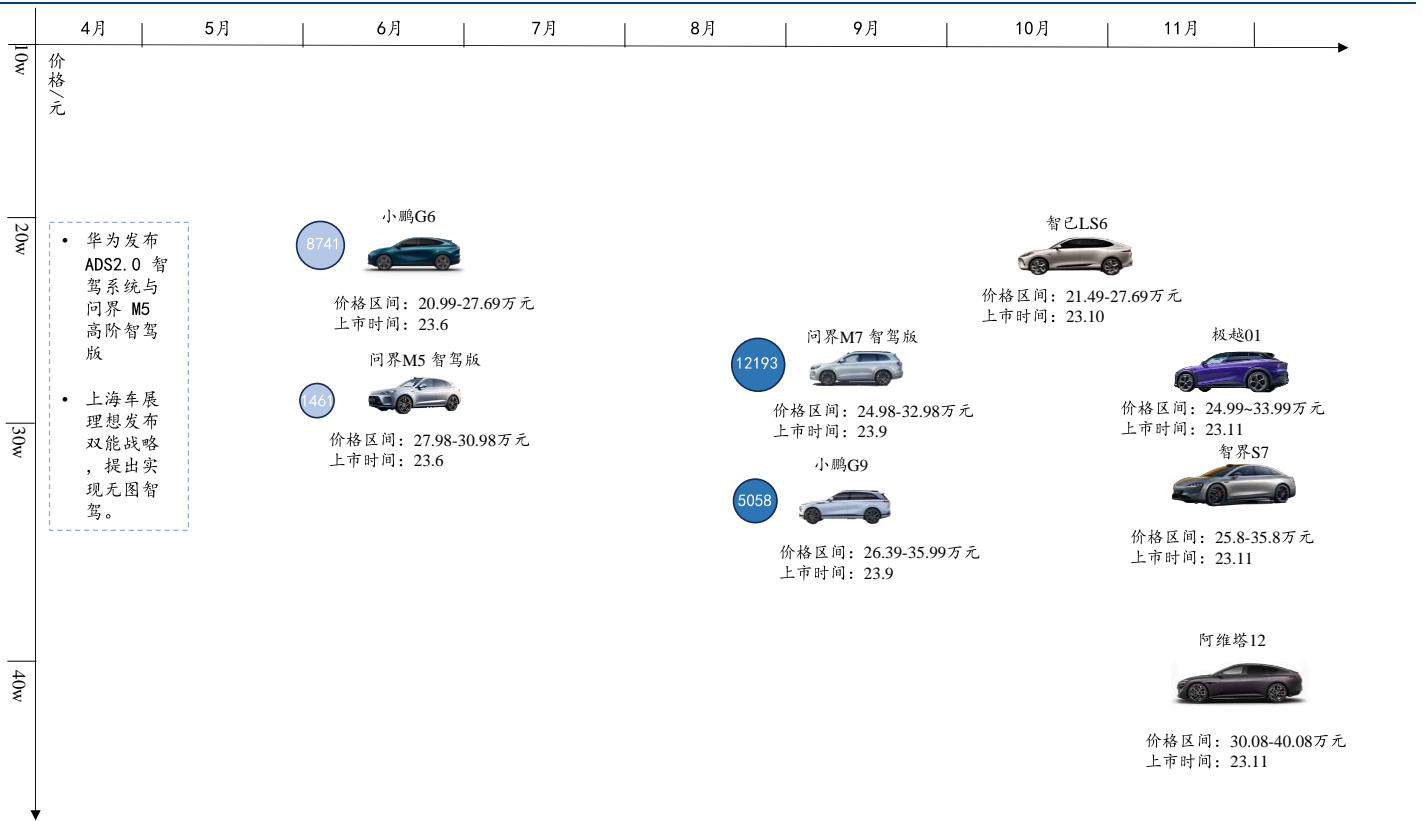 4月
5月
6月
7月
8月
9月
10月
11月
10w
20w
30w
40w
价
格
/
元
• 华为发布
ADS2.0 智
驾系统与
问界 M5
高阶智驾
版
• 上海车展
理想发布
双能战略
，提出实
现无图智
驾。
小鹏G6
8741
价格区间：20.99-27.69万元
上市时间：23.6
问界M5 智驾版
1461
价格区间：27.98-30.98万元
上市时间：23.6
问界M7 智驾版
12193
价格区间：24.98-32.98万元
上市时间：23.9
小鹏G9
5058
价格区间：26.39-35.99万元
上市时间：23.9
智已LS6
价格区间：21.49-27.69万元
上市时间：23.10
极越01
价格区间：24.99~33.99万元
上市时间：23.11
智界S7
价格区间：25.8-35.8万元
上市时间：23.11
阿维塔12
价格区间：30.08-40.08万元
上市时间：23.11